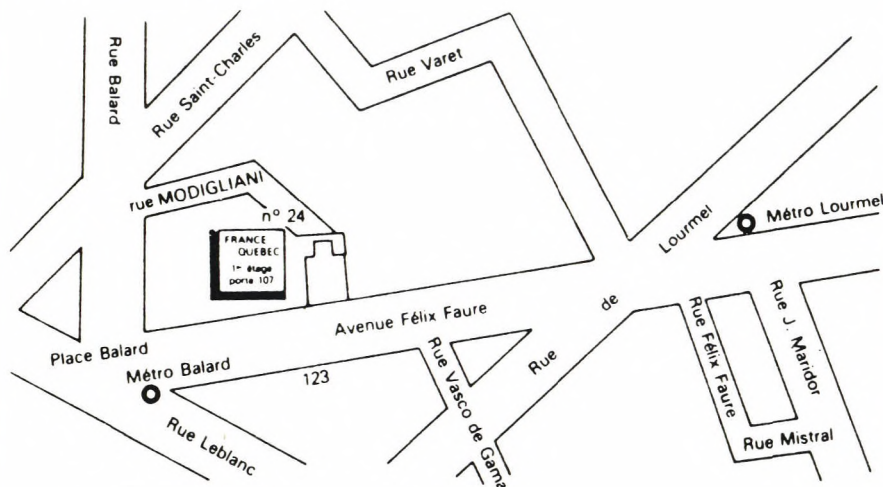 Rue Balard
Rue Saint-Charles
Rue Varet
rue MODIGLIANI
n° 24
FRANCE
QUEBEC
1er étage
porte 107
Métro Lourmel
Rue de Lourmel
Avenue Félix Faure
Place Balard
Métro Balard
123
Rue Leblanc
Rue Vasco de Gama
Rue Félix Faure
Rue J. Maridor
Rue Mistral